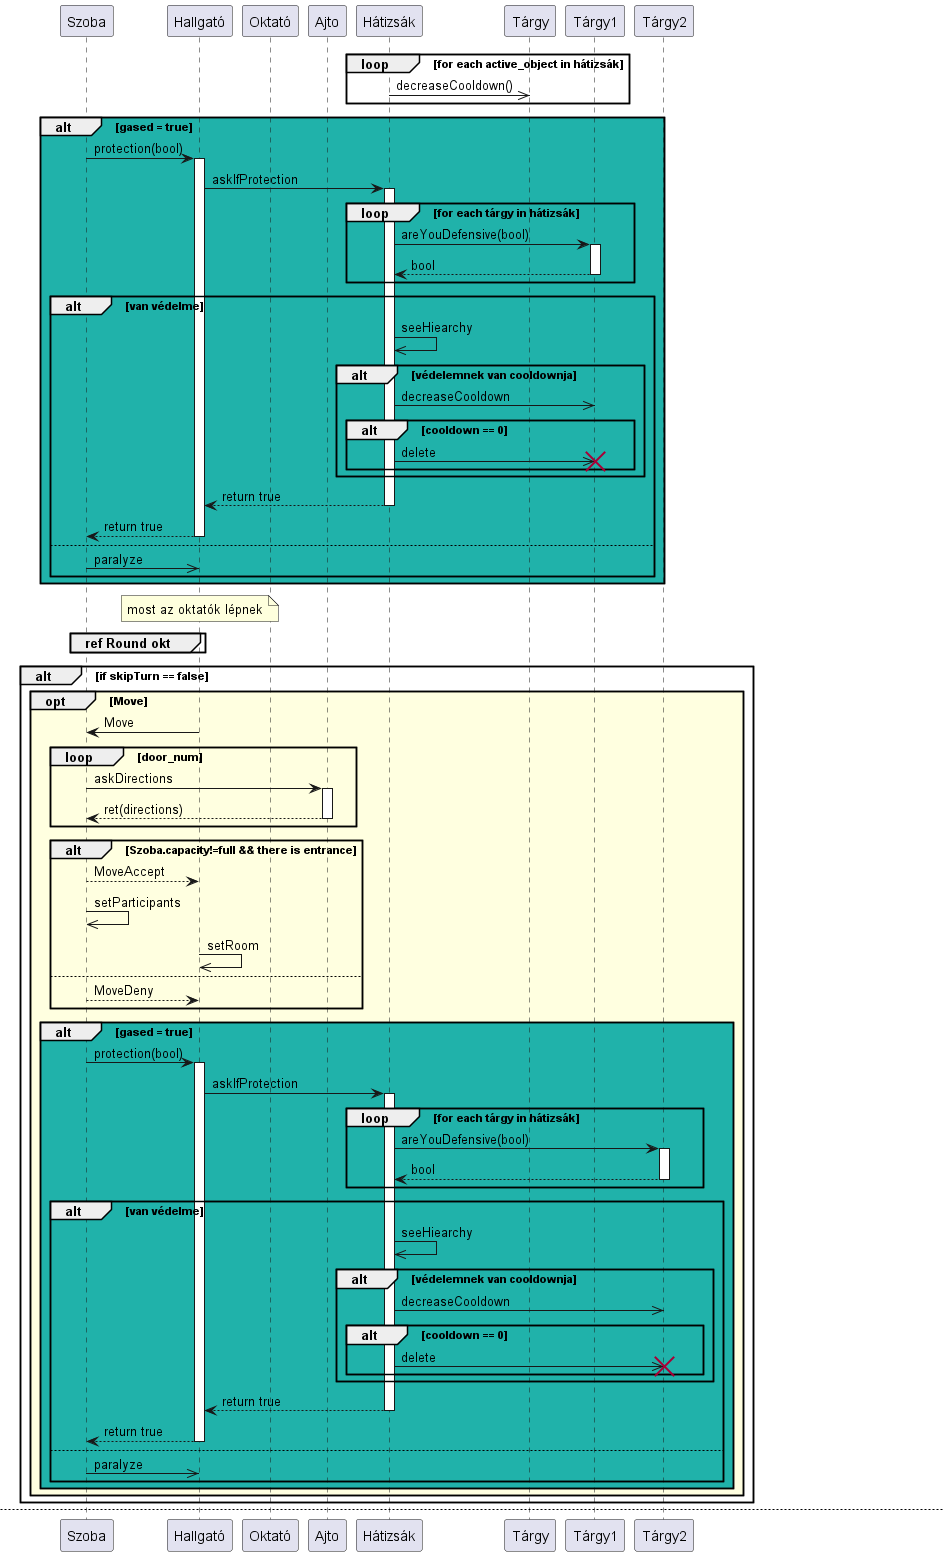 Szoba Hallgató Oktató Ajto Hátizsák Tárgy Tárgy1 Tárgy2
loop [for each active_object in hátizsák]
decreaseCooldown()
alt [gased = true]
protection(bool)
askIfProtection
loop [for each tárgy in hátizsák]
areYouDefensive(bool)
bool
alt [van védelme]
seeHiearchy
alt [védelemnek van cooldownja]
decreaseCooldown
alt [cooldown == 0]
delete
return true
return true
paralyze
most az oktatók lépnek
ref Round okt
alt [if skipTurn == false]
opt [Move]
Move
loop [door_num]
askDirections
ret(directions)
alt [Szoba.capacity!=full && there is entrance]
MoveAccept
setParticipants
setRoom
MoveDeny
alt [gased = true]
protection(bool)
askIfProtection
loop [for each tárgy in hátizsák]
areYouDefensive(bool)
bool
alt [van védelme]
seeHiearchy
alt [védelemnek van cooldownja]
decreaseCooldown
alt [cooldown == 0]
delete
return true
return true
paralyze
Szoba Hallgató Oktató Ajto Hátizsák Tárgy Tárgy1 Tárgy2